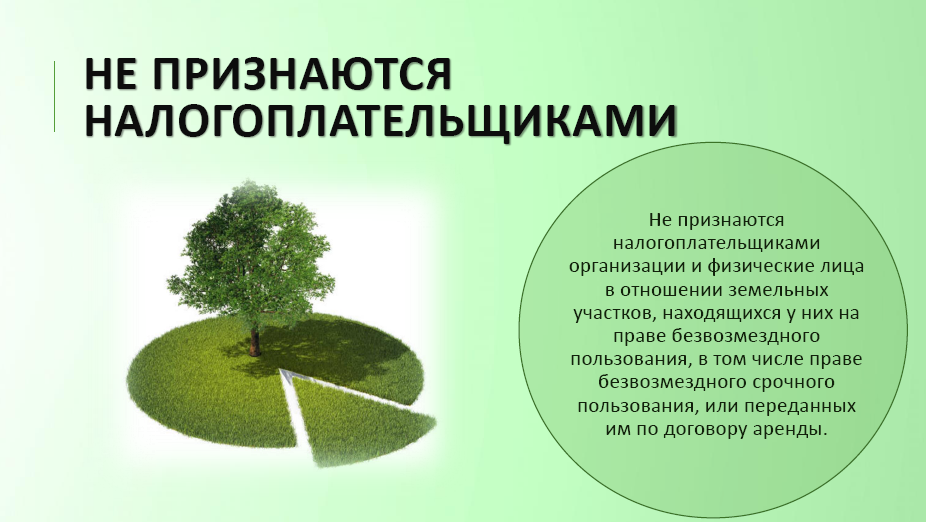 НЕ ПРИЗНАЮТСЯ
НАЛОГОПЛАТЕЛЬЩИКАМИ
Не признаются
налогоплательщиками
организации и физические лица
в отношении земельных
участков, находящихся у них на
праве безвозмездного
пользования, в том числе праве
безвозмездного срочного
пользования, или переданных
им по договору аренды.